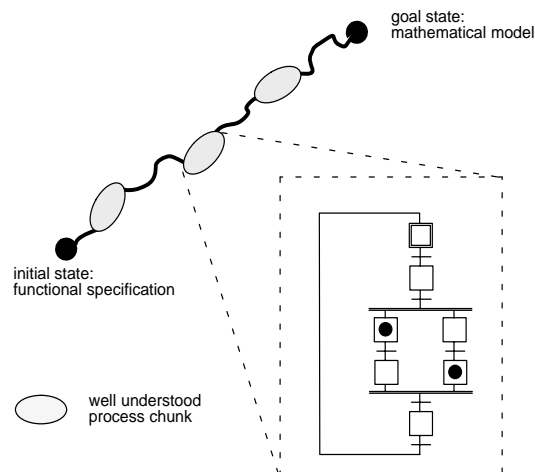 goal state:
mathematical model
initial state:
functional specification
well understood
process chunk